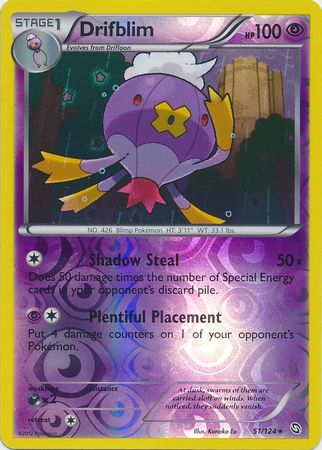 STAGE1
Drifblim
HP100
Evolves from Drifloon
NO. 426 Blimp Pokémon HT: 3'11" WT: 33.1 lbs.
Shadow Steal 50×
Does 50 damage times the number of Special Energy
cards in your opponent's discard pile.
Plentiful Placement
Put 4 damage counters on 1 of your opponent's
Pokémon.
weakness
×2
resistance
retreat
At dusk, swarms of them are
carried aloft on winds. When
noticed, they suddenly vanish.
©2012 Pokémon
Illus. Kanako Eo
51/124★